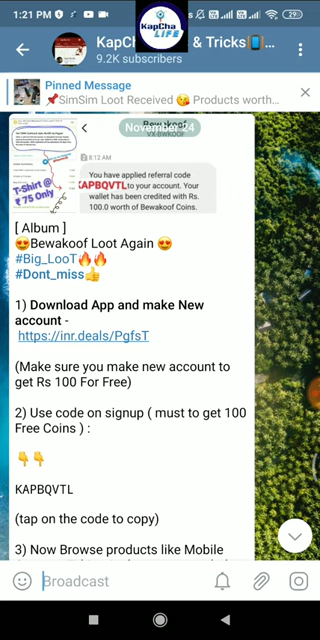 1:21 PM
29
KapCha
LIFE
KapCh
& Tricks📱...
9.2K subscribers
Pinned Message
📌SimSim Loot Received 😘 Products worth...
November 24
8:12 AM
You have applied referral code
KAPBQVTL to your account. Your
wallet has been credited with Rs.
100.0 worth of Bewakoof Coins.
T-Shirt @
₹ 75 Only
[ Album ]
😍Bewakoof Loot Again 😍
#Big_LooT🔥🔥
#Dont_miss👍
1) Download App and make New
account -
https://inr.deals/PgfsT
(Make sure you make new account to
get Rs 100 For Free)
2) Use code on signup ( must to get 100
Free Coins ) :
👇👇
KAPBQVTL
(tap on the code to copy)
3) Now Browse products like Mobile
Broadcast